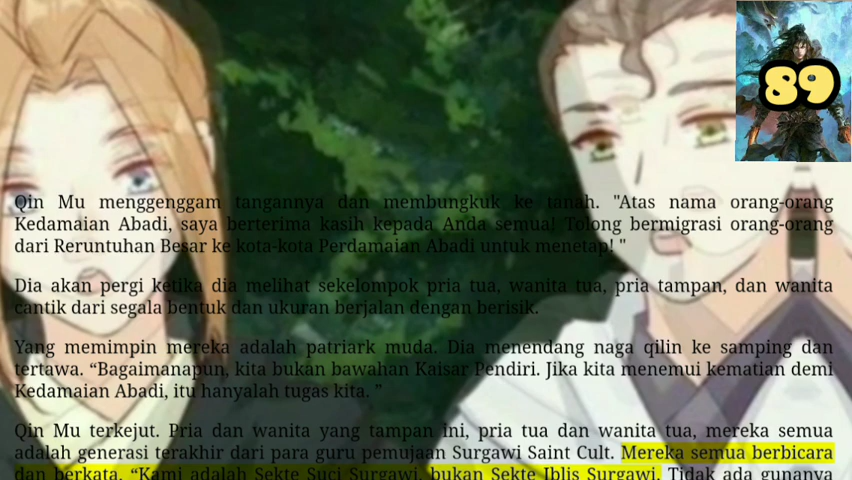 89
Qin Mu menggenggam tangannya dan membungkuk ke tanah. "Atas nama orang-orang
Kedamaian Abadi, saya berterima kasih kepada Anda semua! Tolong bermigrasi orang-orang
dari Reruntuhan Besar ke kota-kota Perdamaian Abadi untuk menetap! "
Dia akan pergi ketika dia melihat sekelompok pria tua, wanita tua, pria tampan, dan wanita
cantik dari segala bentuk dan ukuran berjalan dengan berisik.
Yang memimpin mereka adalah patriark muda. Dia menendang naga qilin ke samping dan
tertawa. “Bagaimanapun, kita bukan bawahan Kaisar Pendiri. Jika kita menemui kematian demi
Kedamaian Abadi, itu hanyalah tugas kita. ”
Qin Mu terkejut. Pria dan wanita yang tampan ini, pria tua dan wanita tua, mereka semua
adalah generasi terakhir dari para guru pemujaan Surgawi Saint Cult. Mereka semua berbicara
dan berkata, “Kami adalah Sekte Suci Surgawi, bukan Sekte Iblis Surgawi. Tidak ada gunanya